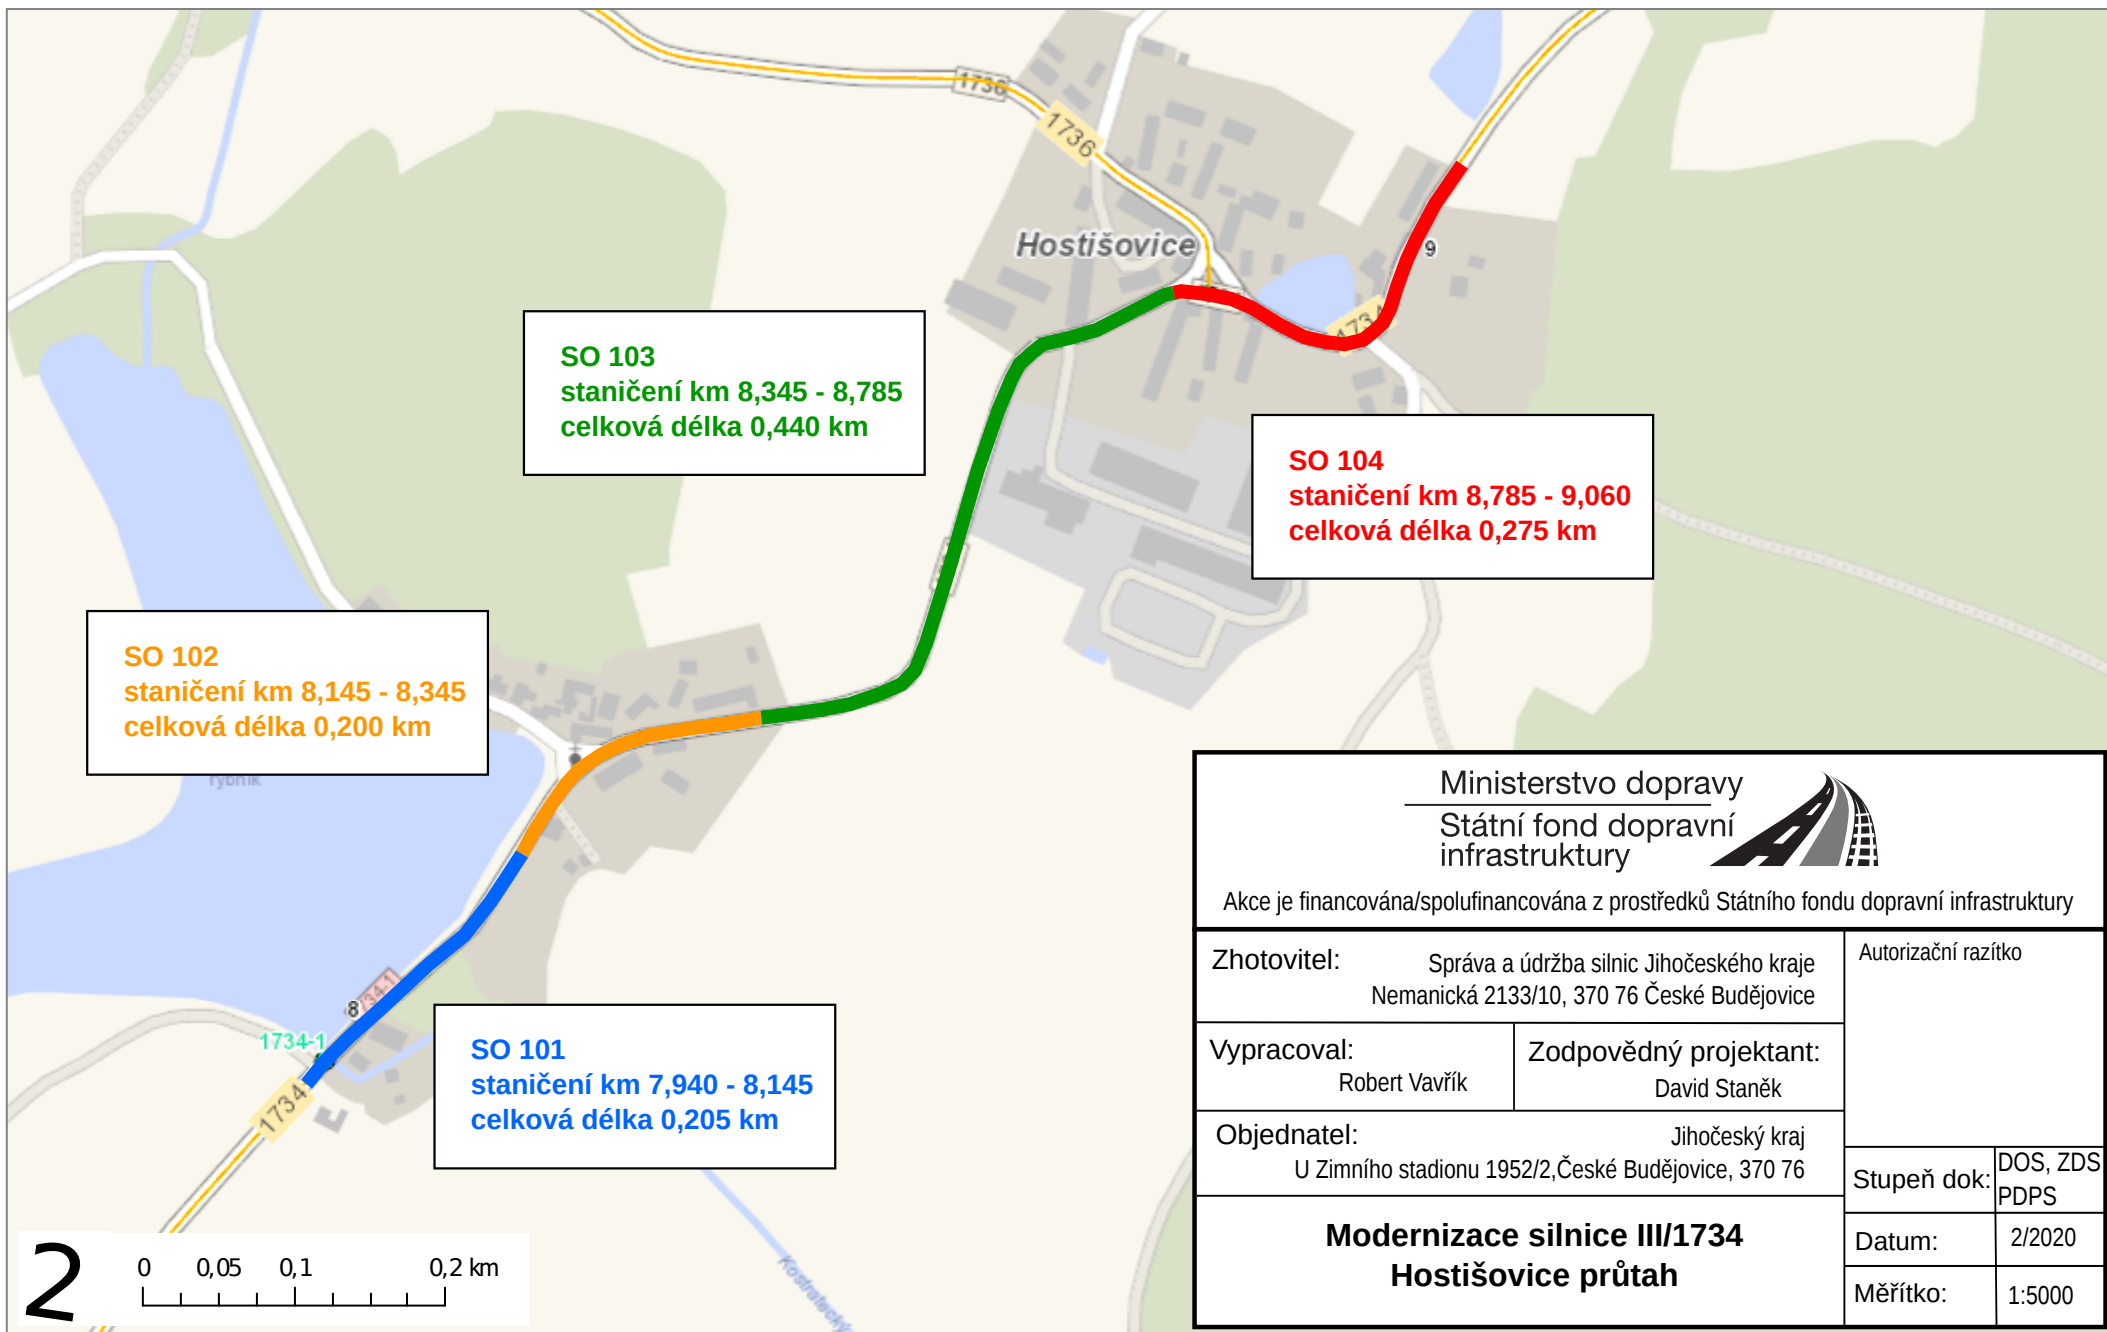 1736
1736
Hostišovice
9
1734
SO 103
staničení km 8,345 - 8,785
celková délka 0,440 km
SO 104
staničení km 8,785 - 9,060
celková délka 0,275 km
SO 102
staničení km 8,145 - 8,345
celková délka 0,200 km
rybník
8
1734-1
1734
SO 101
staničení km 7,940 - 8,145
celková délka 0,205 km
Kostratecký
2
0 0,05 0,1 0,2 km
Ministerstvo dopravy
Státní fond dopravní
infrastruktury
Akce je financována/spolufinancována z prostředků Státního fondu dopravní infrastruktury
Zhotovitel: Správa a údržba silnic Jihočeského kraje
Nemanická 2133/10, 370 76 České Budějovice
Autorizační razítko
Vypracoval:
Robert Vavřík
Zodpovědný projektant:
David Staněk
Objednatel: Jihočeský kraj
U Zimního stadionu 1952/2,České Budějovice, 370 76
Stupeň dok: DOS, ZDS
PDPS
Modernizace silnice III/1734
Hostišovice průtah
Datum: 2/2020
Měřítko: 1:5000